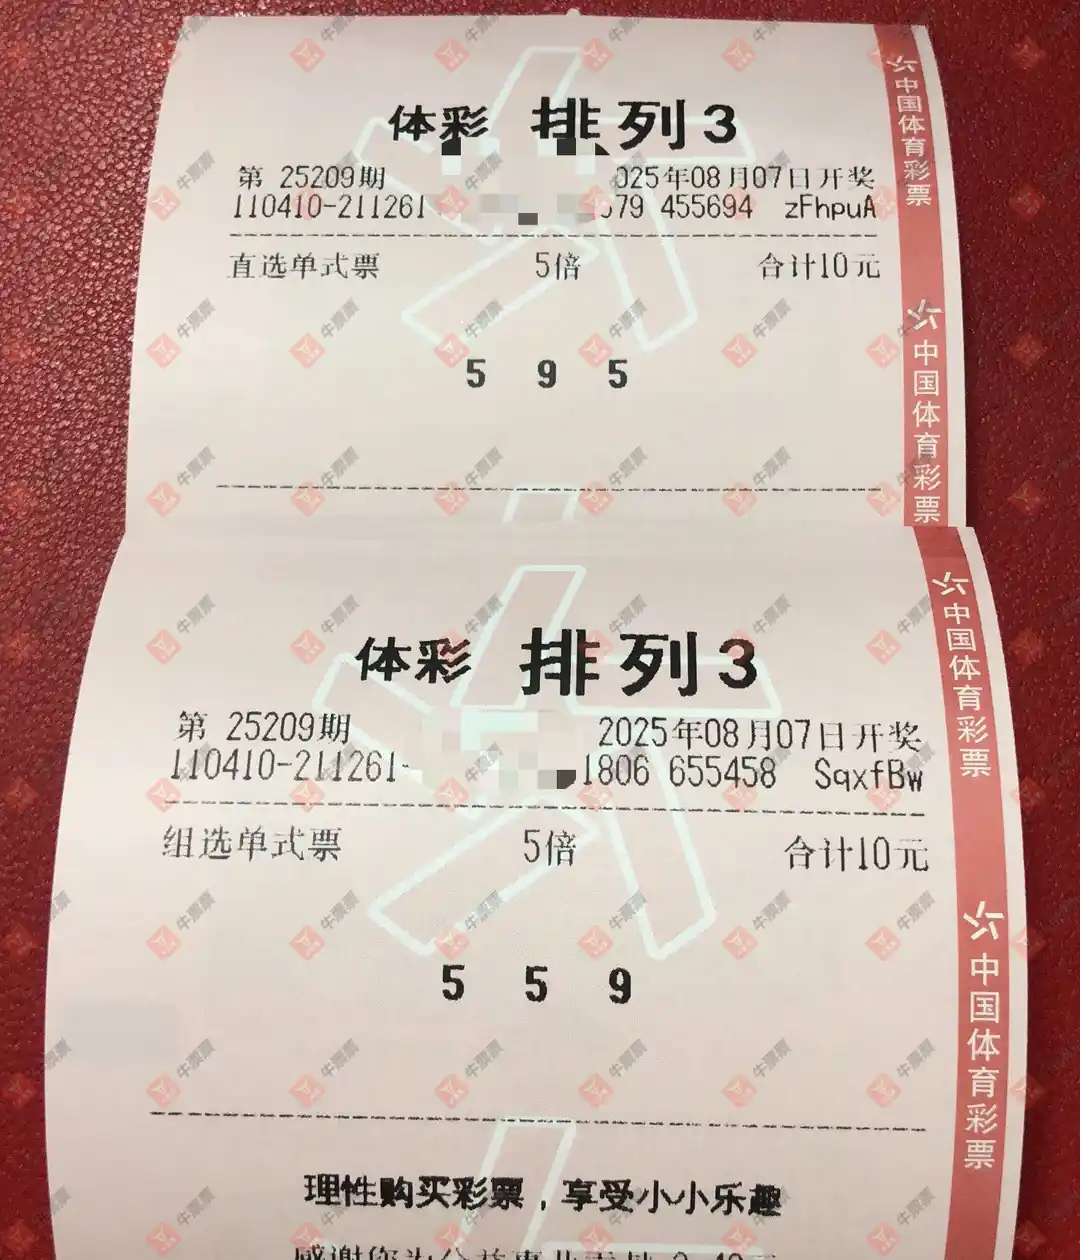 体彩 排列3
第 25209期 025年08月07日开奖
110410-211261 79 455694 zFhpuA
直选单式票 5倍 合计10元
5 9 5
中国体育彩票
中国体育彩票
体彩 排列3
第 25209期 2025年08月07日开奖
110410-211261- 1806 655458 SqxfBw
组选单式票 5倍 合计10元
5 5 9
理性购买彩票，享受小小乐趣
中国体育彩票
中国体育彩票
牛票票